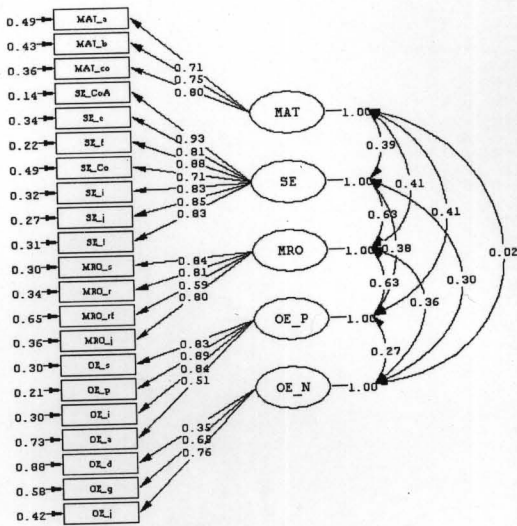 0.49 MAT_a
0.43 MAT_b
0.36 MAT_co
0.14 SE_CoA
0.34 SE_e
0.22 SE_f
0.49 SE_Co
0.32 SE_i
0.27 SE_j
0.31 SE_l
0.30 MRO_s
0.34 MRO_r
0.65 MRO_rf
0.36 MRO_j
0.30 OE_s
0.21 OE_p
0.30 OE_i
0.73 OE_a
0.88 OE_d
0.58 OE_g
0.42 OE_j
0.71
0.75
0.80
0.93
0.81
0.88
0.71
0.83
0.85
0.83
0.84
0.81
0.59
0.80
0.83
0.89
0.84
0.51
0.35
0.65
0.76
MAT 1.00
SE 1.00
MRO 1.00
OE_P 1.00
OE_N 1.00
0.39
0.41
0.41
0.02
0.63
0.38
0.30
0.63
0.36
0.27